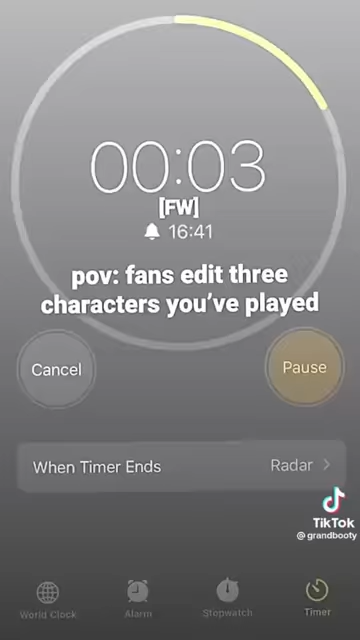 00:03
[FW]
16:41
pov: fans edit three
characters you’ve played
Cancel
Pause
When Timer Ends
Radar
TikTok
@grandbooty
World Clock
Alarm
Stopwatch
Timer